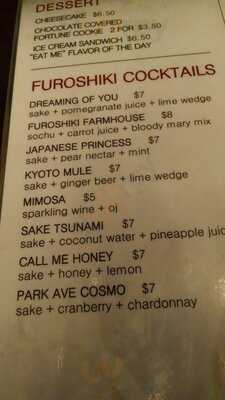 DESSERT
CHEESECAKE $6.50
CHOCOLATE COVERED
FORTUNE COOKIE 2 FOR $3.50
ICE CREAM SANDWICH $6.50
"EAT ME" FLAVOR OF THE DAY
FUROSHIKI COCKTAILS
DREAMING OF YOU $7
sake + pomegranate juice + lime wedge
FUROSHIKI FARMHOUSE $8
sochu + carrot juice + bloody mary mix
JAPANESE PRINCESS $7
sake + pear nectar + mint
KYOTO MULE $7
sake + ginger beer + lime wedge
MIMOSA $5
sparkling wine + oj
SAKE TSUNAMI $7
sake + coconut water + pineapple juic
CALL ME HONEY $7
sake + honey + lemon
PARK AVE COSMO $7
sake + cranberry + chardonnay